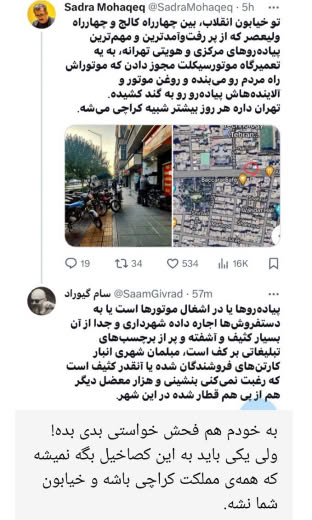 Sadra Mohaqeq @SadraMohaqeq · 5h ...
تو خیابون انقلاب، بین چهارراه کالج و چهارراه
ولیعصر که از پر رفت‌وآمدترین و مهم‌ترین
پیاده‌روهای مرکزی و هویتی تهرانه، به یه
تعمیرگاه موتورسیکلت مجوز دادن که موتوراش
راه مردم رو می‌بنده و روغن موتور و
آلاینده‌هاش پیاده‌رو رو به گند کشیده.
تهران داره هر روز بیشتر شبیه کراچی می‌شه.
19 34 534 16K
سام گیوراد @SaamGivrad · 57m ...
پیاده‌روها یا در اشغال موتورها است یا به
دستفروش‌ها اجاره داده شهرداری و جدا از آن
بسیار کثیف و آشفته و پر از برچسب‌های
تبلیغاتی بر کف است، مبلمان شهری انبار
کارتن‌های فروشندگان شده یا آنقدر کثیف است
که رغبت نمی‌کنی بنشینی و هزار معضل دیگر
هم از پی هم قطار شده در این شهر.
به خودم هم فحش خواستی بدی بده!
ولی یکی باید به این کصاخیل بگه نمیشه
که همه‌ی مملکت کراچی باشه و خیابون
شما نشه.